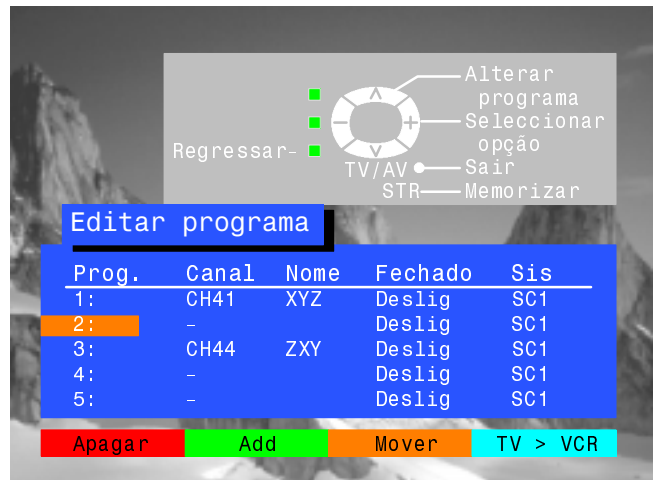 Alterar
programa
Seleccionar
opção
Regressar-
TV/AV
Sair
STR
Memorizar
Editar programa
Prog. Canal Nome Fechado Sis
1: CH41 XYZ Deslig SC1
2: – Deslig SC1
3: CH44 ZXY Deslig SC1
4: – Deslig SC1
5: – Deslig SC1
Apagar Add Mover TV > VCR